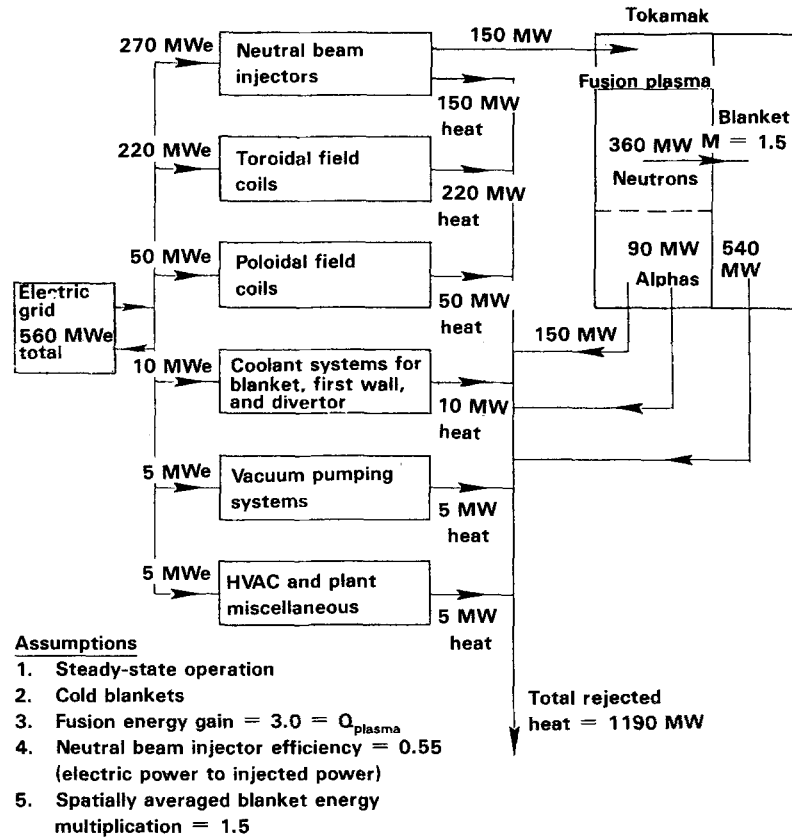 Tokamak
270 MWe
Neutral beam
injectors
150 MW
Fusion plasma
150 MW
heat
Blanket
M = 1.5
360 MW
Neutrons
220 MWe
Toroidal field
coils
220 MW
heat
50 MWe
Poloidal field
coils
50 MW
heat
90 MW
Alphas
540
MW
Electric
grid
560 MWe
total
150 MW
10 MWe
Coolant systems for
blanket, first wall,
and divertor
10 MW
heat
5 MWe
Vacuum pumping
systems
5 MW
heat
5 MWe
HVAC and plant
miscellaneous
5 MW
heat
Assumptions
1. Steady-state operation
2. Cold blankets
3. Fusion energy gain = 3.0 = Qplasma
4. Neutral beam injector efficiency = 0.55
(electric power to injected power)
5. Spatially averaged blanket energy
multiplication = 1.5
Total rejected
heat = 1190 MW